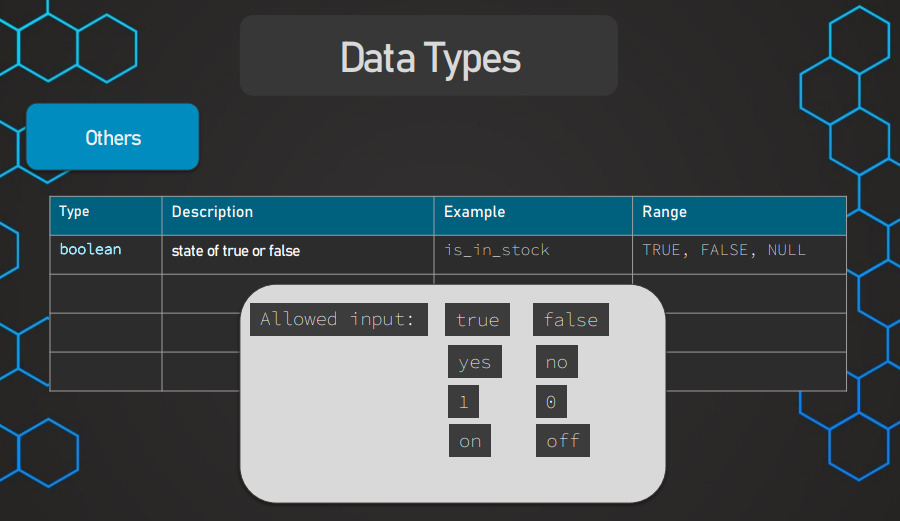 Data Types
Others
Type Description Example Range
boolean state of true or false is_in_stock TRUE, FALSE, NULL
Allowed input: true false
yes no
1 0
on off